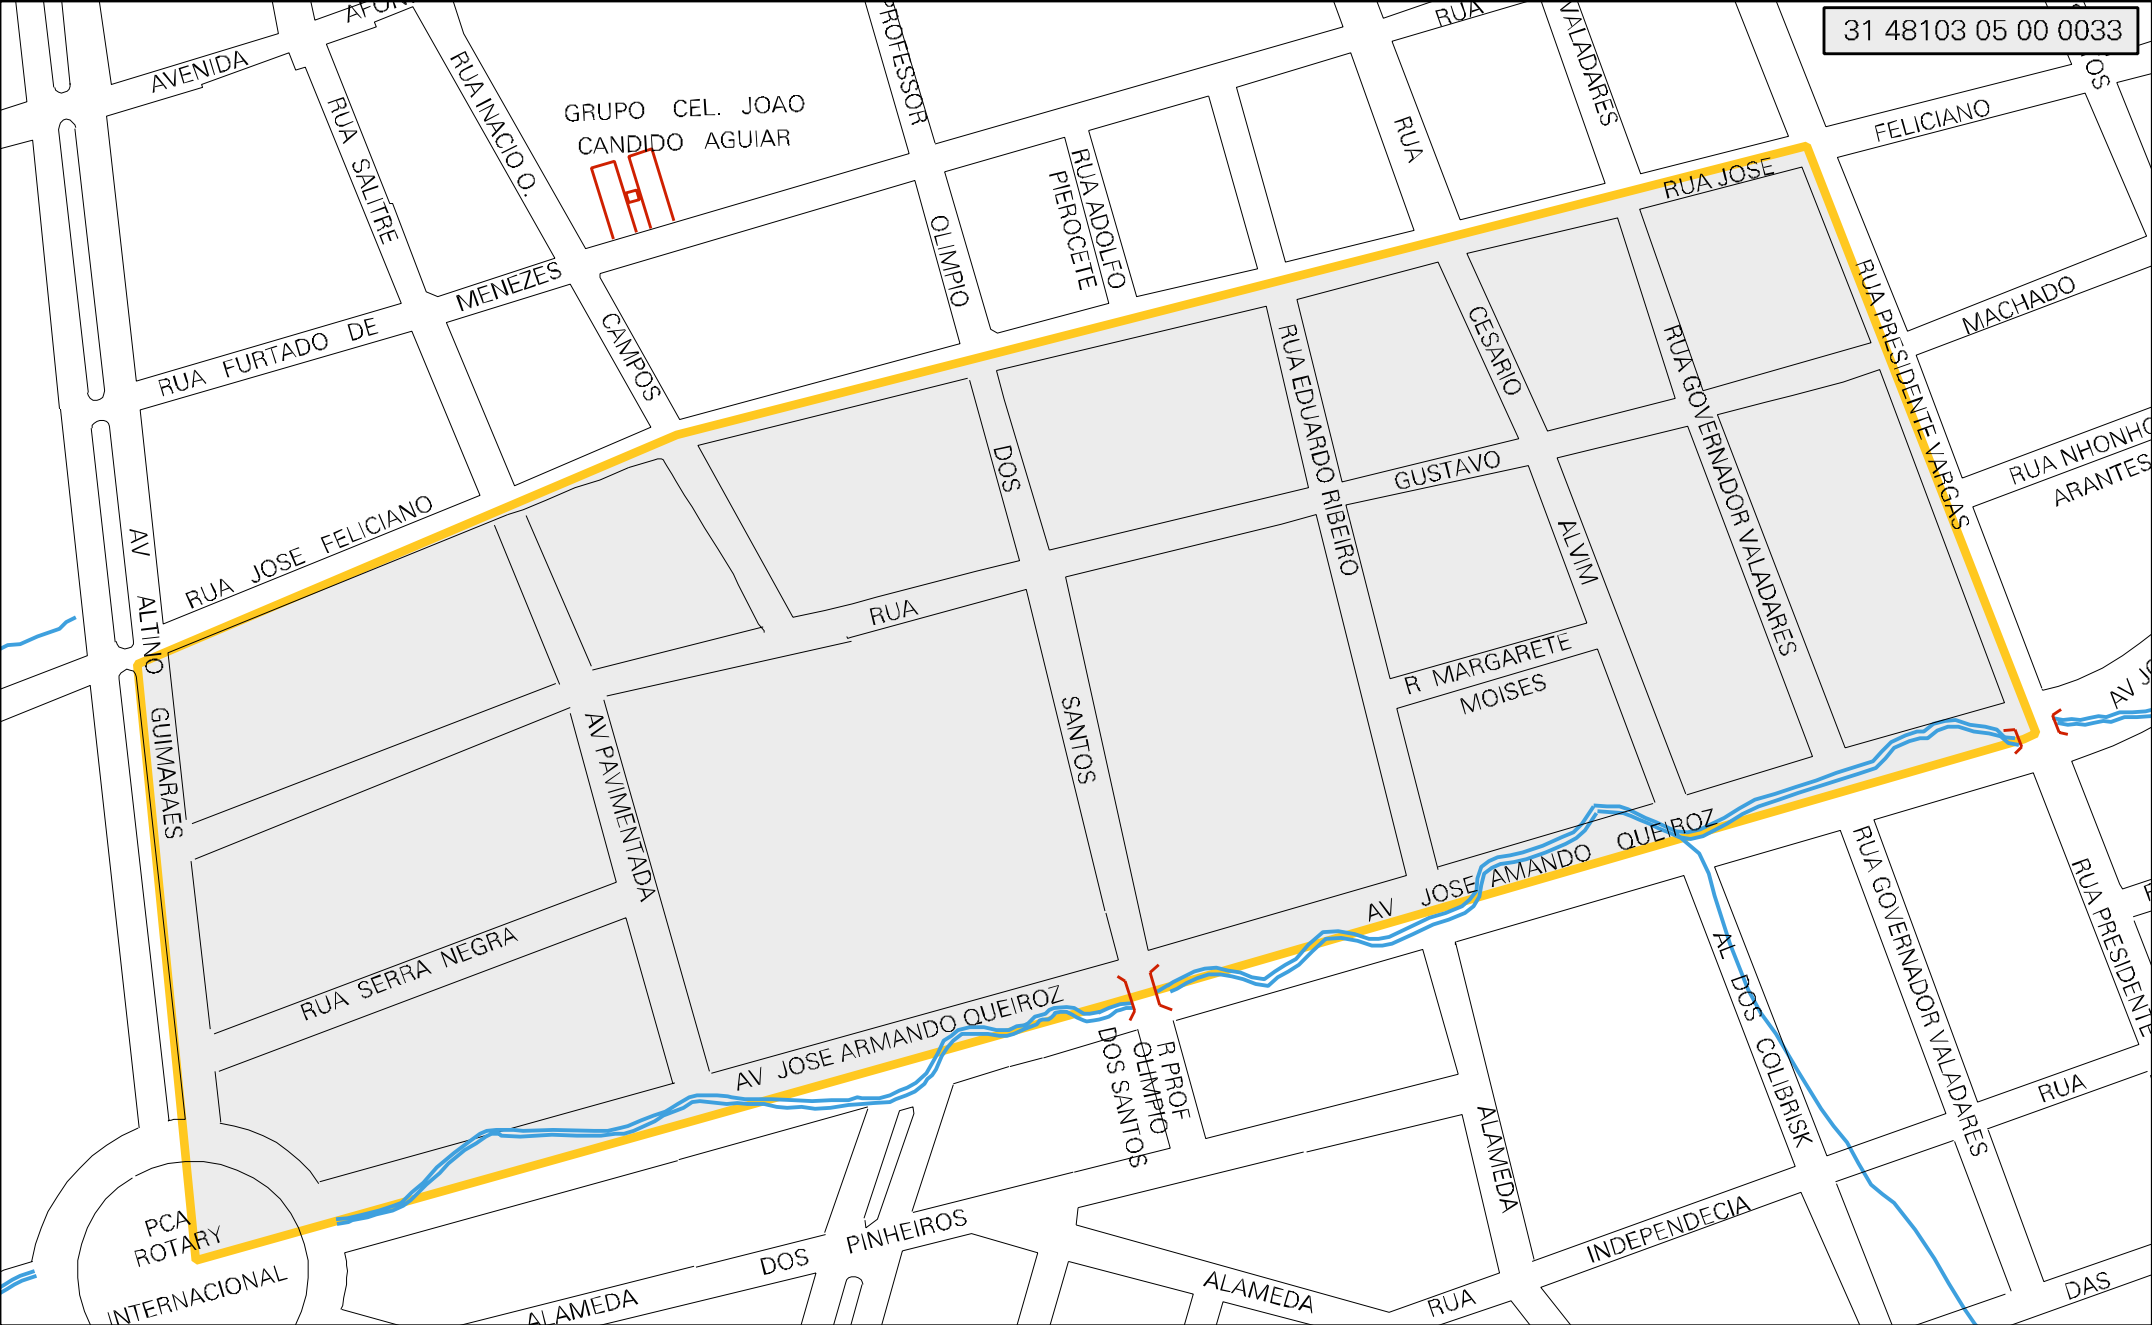 31 48103 05 00 0033
RUA
AVENIDA
RUA INACIO O.
PROFESSOR
VALADARES
GRUPO CEL. JOAO
CANDIDO AGUIAR
RUA SALITRE
FELICIANO
RUA
RUA ADOLFO
PIEROCETE
RUA JOSE
OLIMPIO
MENEZES
RUA FURTADO DE
CAMPOS
RUA PRESIDENTE VARGAS
MACHADO
CESARIO
RUA EDUARDO RIBEIRO
RUA GOVERNADOR VALADARES
DOS
GUSTAVO
RUA NHONHO
ARANTES
RUA JOSE FELICIANO
AV ALTINO GUIMARAES
ALVIM
RUA
R MARGARETE
MOISES
SANTOS
AV PAVIMENTADA
RUA SERRA NEGRA
AV JOSE AMANDO QUEIROZ
AV JOSE ARMANDO QUEIROZ
RUA GOVERNADOR VALADARES
RUA PRESIDENTE
AL DOS COLIBRISK
R PROF
OLIMPIO
DOS SANTOS
ALAMEDA
RUA
PCA
ROTARY
INTERNACIONAL
ALAMEDA DOS PINHEIROS
ALAMEDA
RUA INDEPENDECIA
DAS